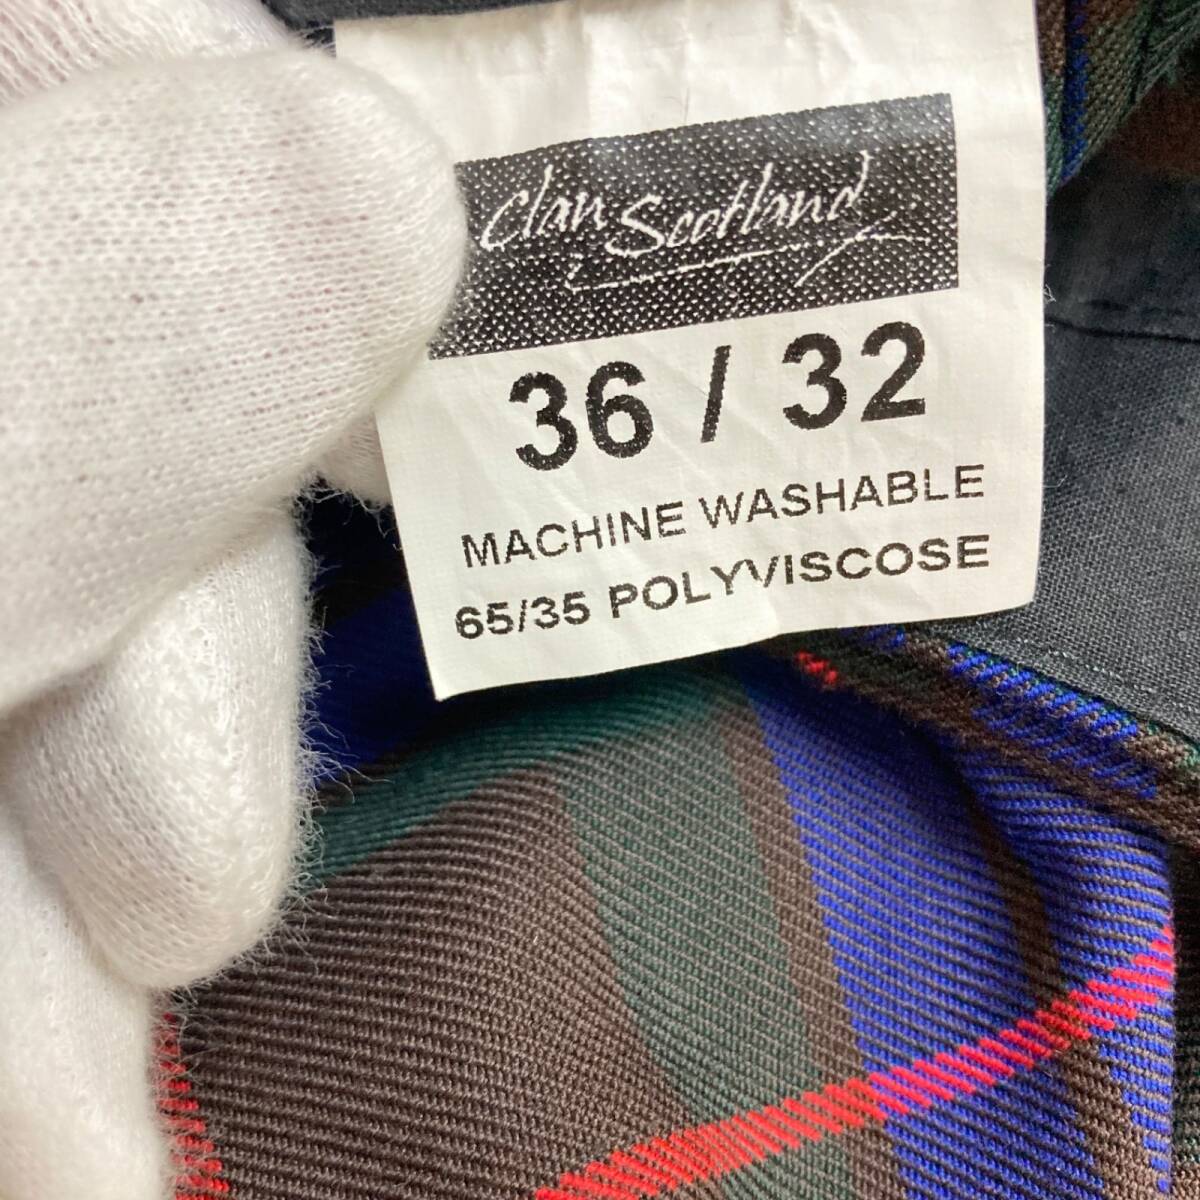 Clan Scotland
36 / 32
MACHINE WASHABLE
65/35 POLYVISCOSE